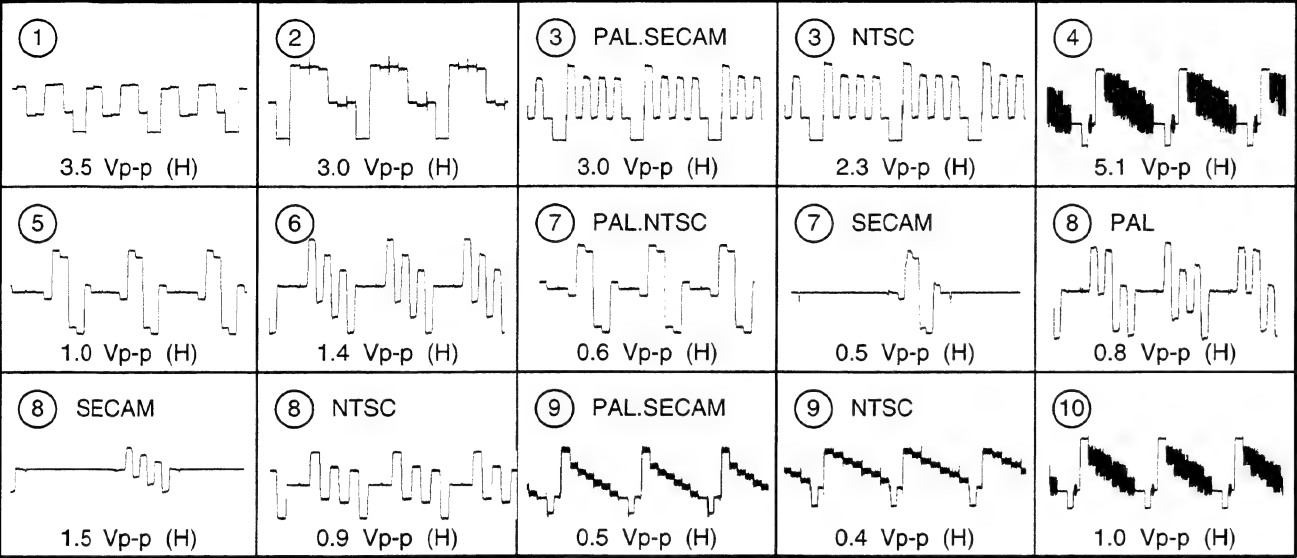 1
3.5 Vp-p (H)
2
3.0 Vp-p (H)
3 PAL.SECAM
3.0 Vp-p (H)
3 NTSC
2.3 Vp-p (H)
4
5.1 Vp-p (H)
5
1.0 Vp-p (H)
6
1.4 Vp-p (H)
7 PAL.NTSC
0.6 Vp-p (H)
7 SECAM
0.5 Vp-p (H)
8 PAL
0.8 Vp-p (H)
8 SECAM
1.5 Vp-p (H)
8 NTSC
0.9 Vp-p (H)
9 PAL.SECAM
0.5 Vp-p (H)
9 NTSC
0.4 Vp-p (H)
10
1.0 Vp-p (H)